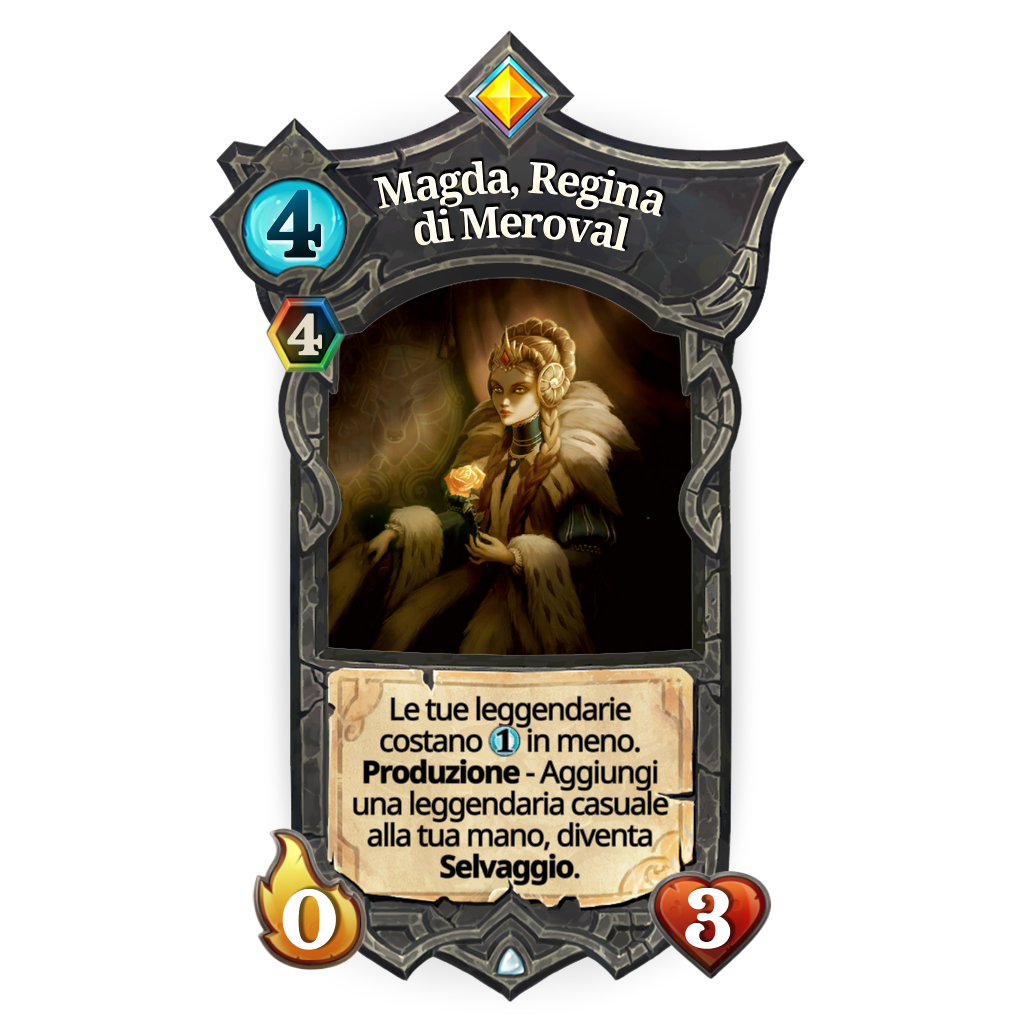 Magda, Regina
di Meroval
4
4
Le tue leggendarie
costano 1 in meno.
Produzione - Aggiungi
una leggendaria casuale
alla tua mano, diventa
Selvaggio.
0
3